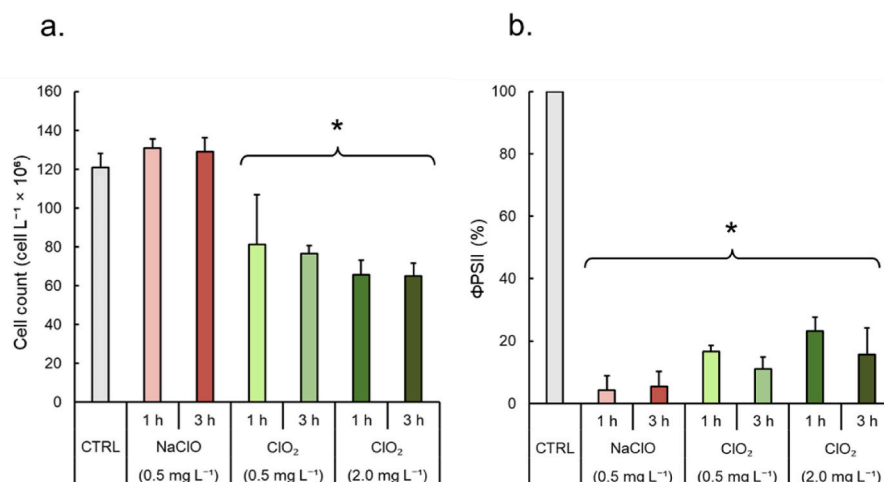 a.
Cell count (cell L⁻¹ × 10⁶)
160
140
120
100
80
60
40
20
0
*
1 h 3 h 1 h 3 h 1 h 3 h
CTRL NaClO ClO₂ ClO₂
(0.5 mg L⁻¹) (0.5 mg L⁻¹) (2.0 mg L⁻¹)
b.
ΦPSII (%)
100
80
60
40
20
0
*
1 h 3 h 1 h 3 h 1 h 3 h
CTRL NaClO ClO₂ ClO₂
(0.5 mg L⁻¹) (0.5 mg L⁻¹) (2.0 mg L⁻¹)